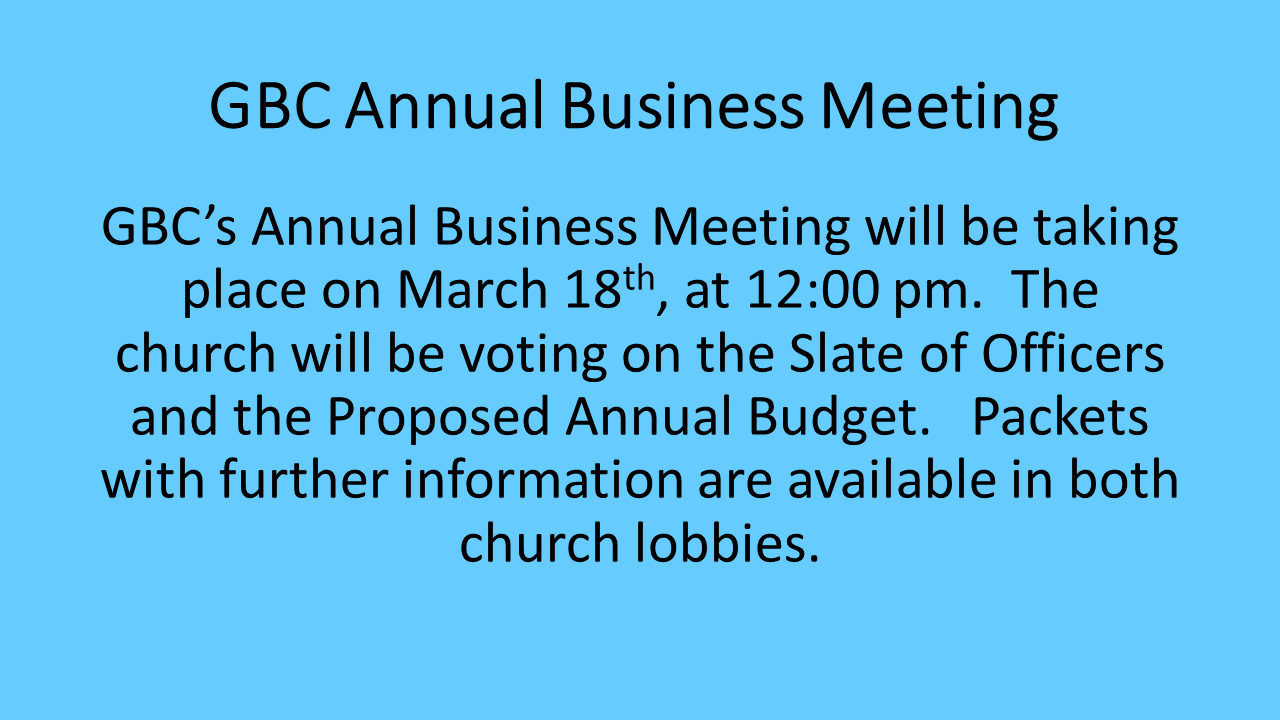 GBC Annual Business Meeting
GBC’s Annual Business Meeting will be taking
place on March 18th, at 12:00 pm.  The
church will be voting on the Slate of Officers
and the Proposed Annual Budget.   Packets
with further information are available in both
church lobbies.